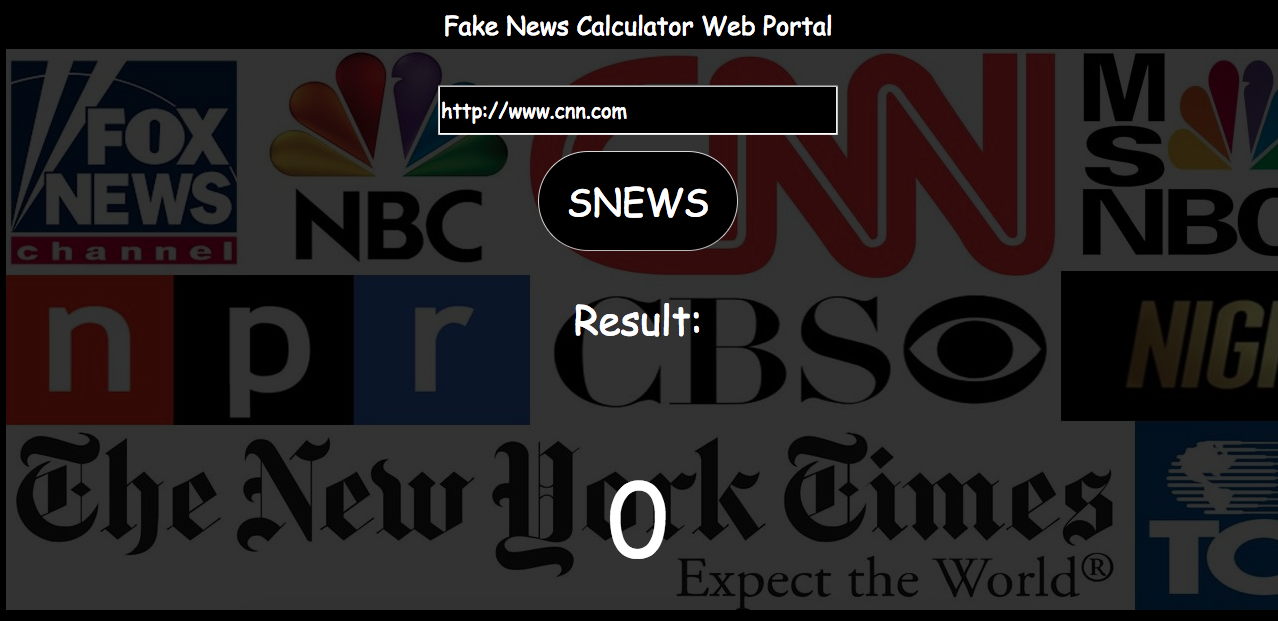 Fake News Calculator Web Portal
FOX
NEWS
channel
NBC
CNN
M
S
NBC
http://www.cnn.com
SNEWS
npr
Result:
CBS
NIG
The New York Times
0
Expect the World®
TO